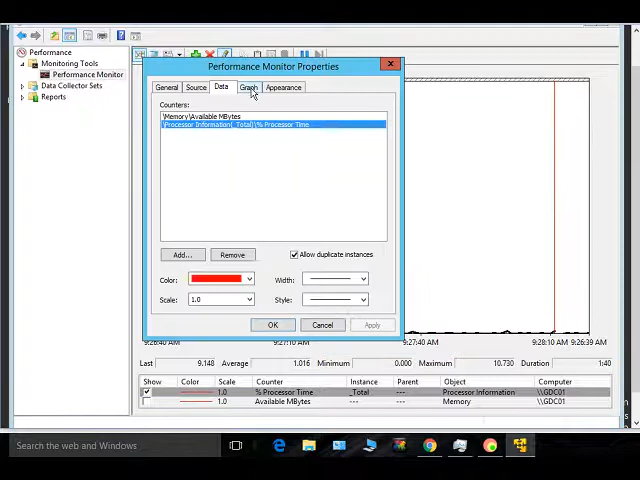 Performance
Monitoring Tools
Performance Monitor
Data Collector Sets
Reports
Performance Monitor Properties
General Source Data Graph Appearance
Counters:
\Memory\Available MBytes
\Processor Information(_Total)\% Processor Time
Add... Remove Allow duplicate instances
Color: Width:
Scale: 1.0 Style:
OK Cancel Apply
9:26:40 AM 9:27:10 AM 9:27:40 AM 9:28:10 AM 9:26:39 AM
Last 9.148 Average 1.016 Minimum 0.000 Maximum 10.730 Duration 1:40
Show Color Scale Counter Instance Parent Object Computer
1.0 % Processor Time _Total --- Processor Information \\GDC01
1.0 Available MBytes --- --- Memory \\GDC01
Search the web and Windows